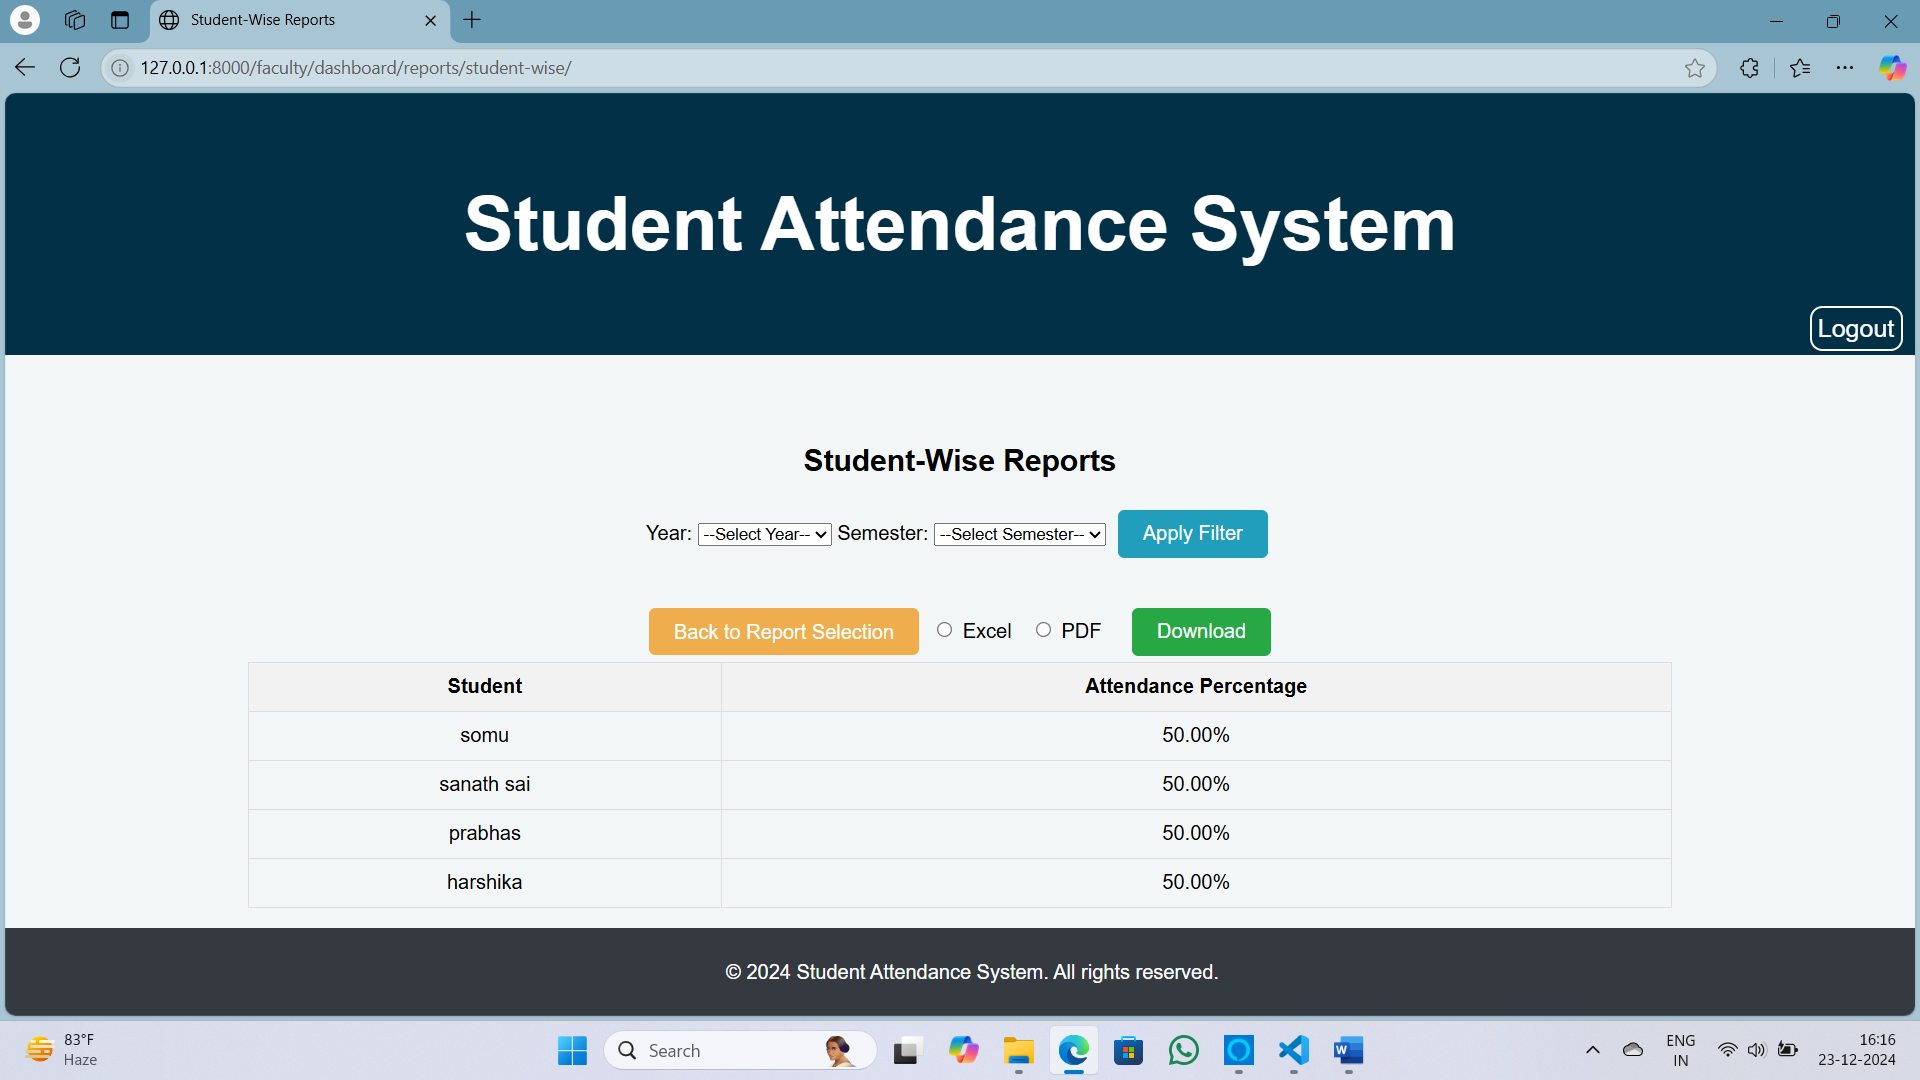 Student-Wise Reports
127.0.0.1:8000/faculty/dashboard/reports/student-wise/
Student Attendance System
Logout
Student-Wise Reports
Year: --Select Year-- Semester: --Select Semester-- Apply Filter
Back to Report Selection Excel PDF Download
Student Attendance Percentage
somu 50.00%
sanath sai 50.00%
prabhas 50.00%
harshika 50.00%
© 2024 Student Attendance System. All rights reserved.
83°F
Haze
Search
ENG
IN
16:16
23-12-2024